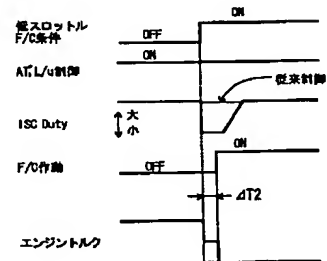 低スロットル
F/C条件
OFF
ON
AT,L/u制御
ON
従来制御
ISC Duty
大
小
F/C作動
OFF
ON
⊿T2
エンジントルク